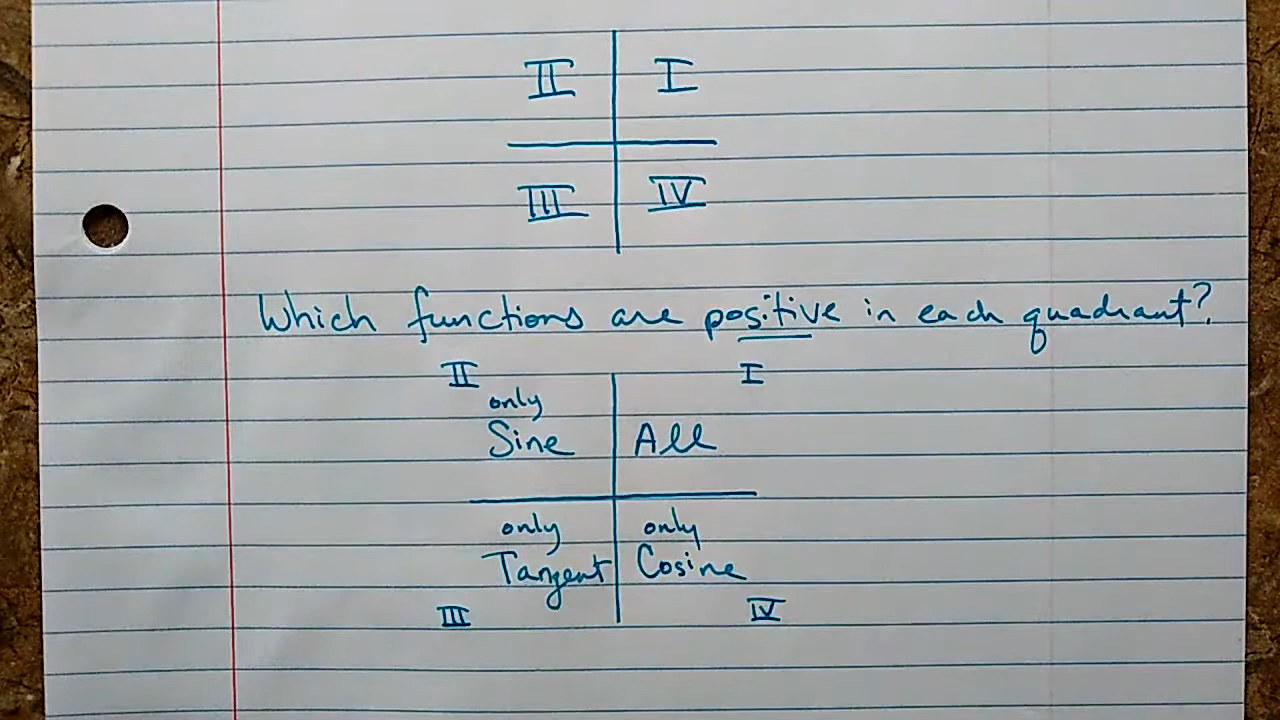 II I
III IV
Which functions are positive in each quadrant?
II I
only
Sine All
only only
Tangent Cosine
III IV